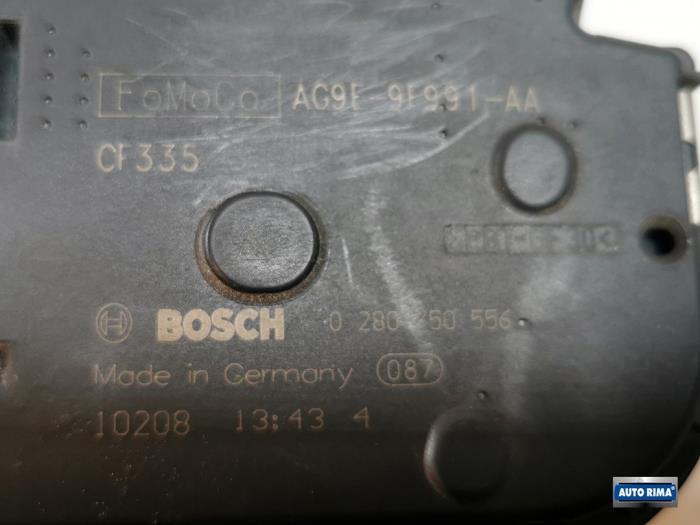 FoMoCo AG9E-9F991-AA
CF335
BOSCH 0 280 750 556
Made in Germany 087
10208 13:43 4
AUTO RIMA